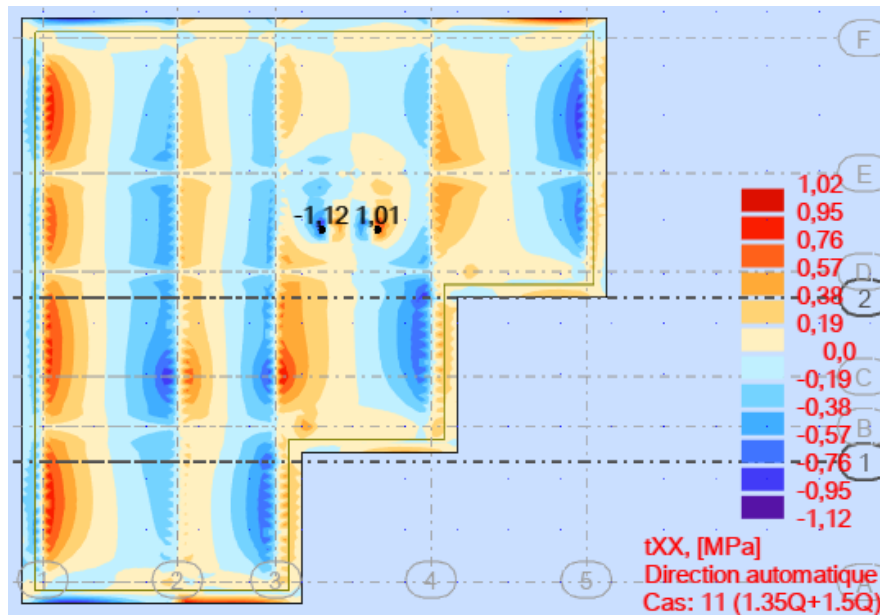 F
E
-1,12 1,01
1,02
0,95
0,76
0,57
0,38
0,19
0,0
-0,19
-0,38
-0,57
-0,76
-0,95
-1,12
D
2
C
B
1
tXX, [MPa]
Direction automatique
Cas: 11 (1.35Q+1.5Q)
1 2 3 4 5 A